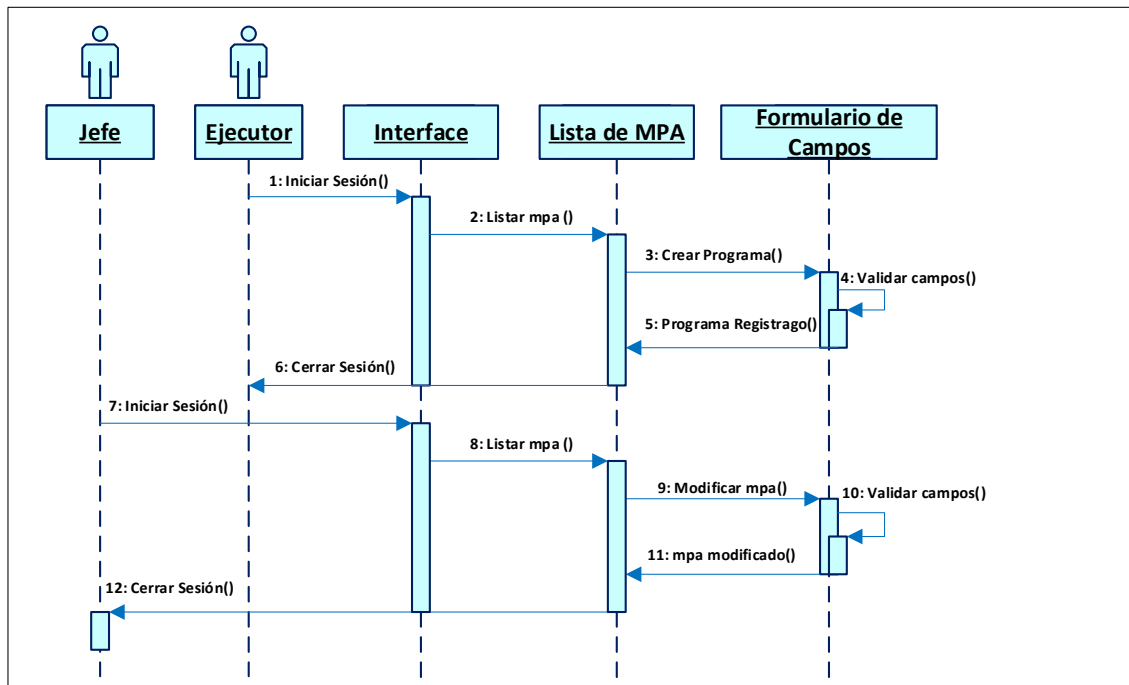 Jefe
Ejecutor
Interface
Lista de MPA
Formulario de
Campos
1: Iniciar Sesión()
2: Listar mpa ()
3: Crear Programa()
4: Validar campos()
5: Programa Registrago()
6: Cerrar Sesión()
7: Iniciar Sesión()
8: Listar mpa ()
9: Modificar mpa()
10: Validar campos()
11: mpa modificado()
12: Cerrar Sesión()